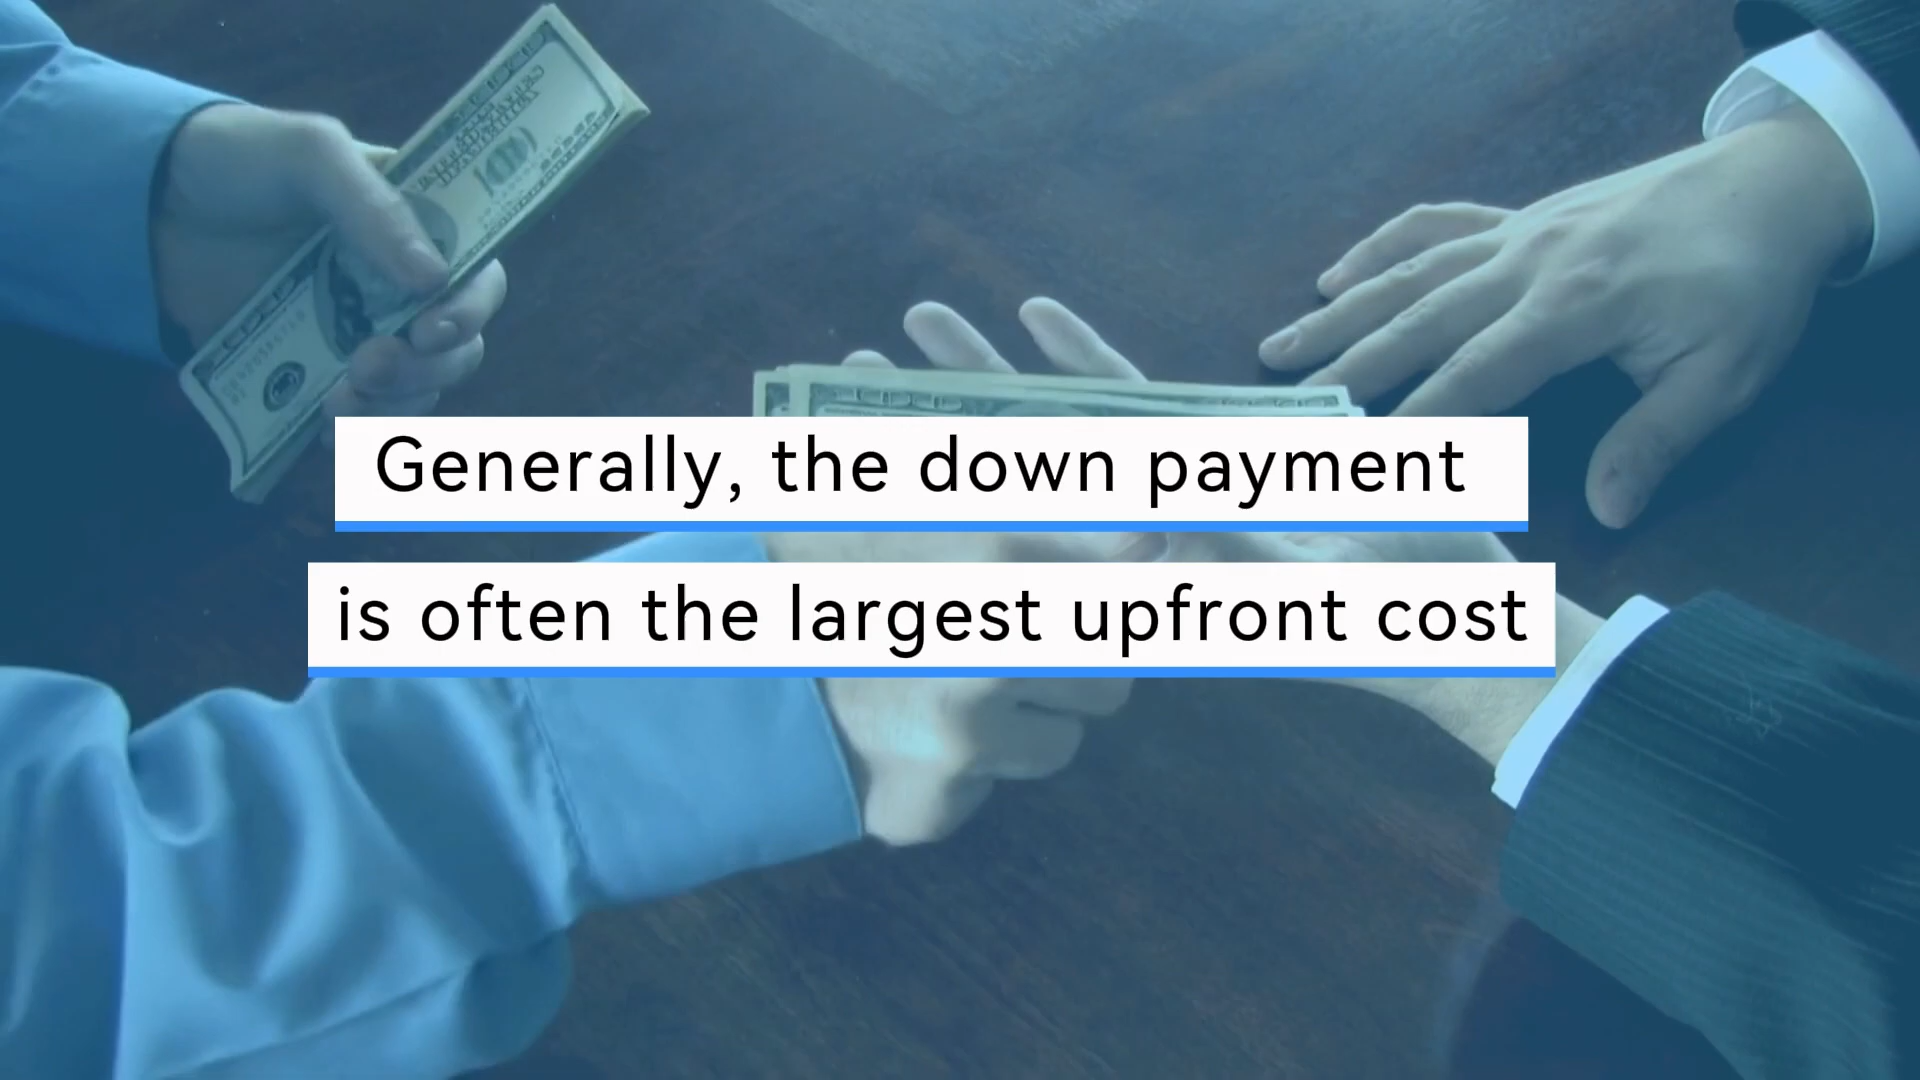 Generally, the down payment
is often the largest upfront cost